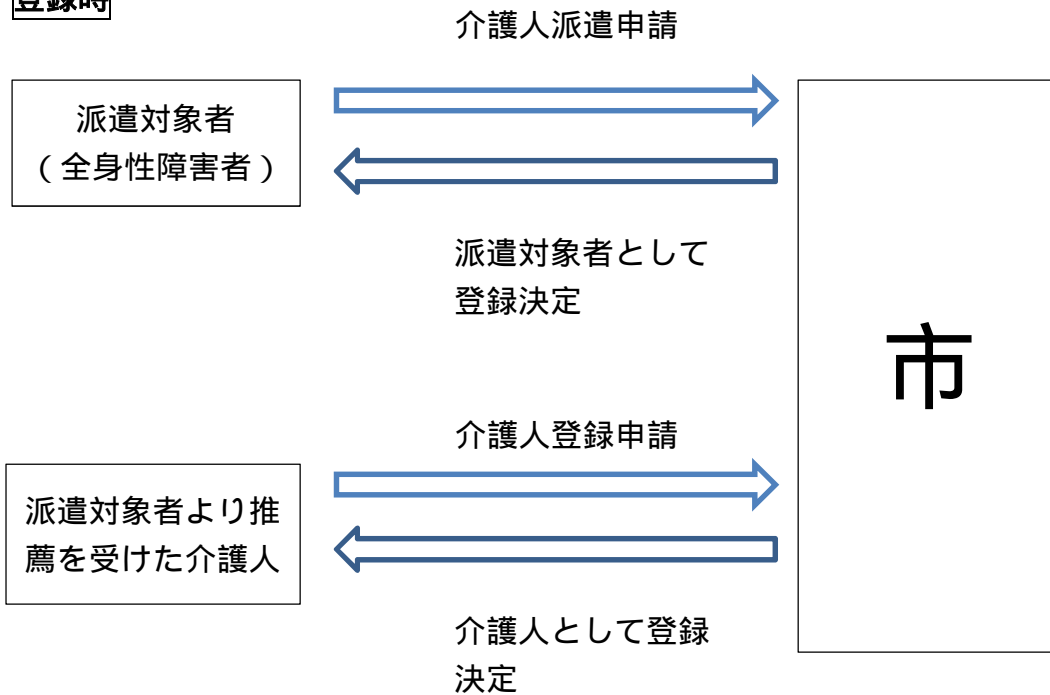 登録時
介護人派遣申請
派遣対象者
（全身性障害者）
派遣対象者として
登録決定
市
介護人登録申請
派遣対象者より推
薦を受けた介護人
介護人として登録
決定